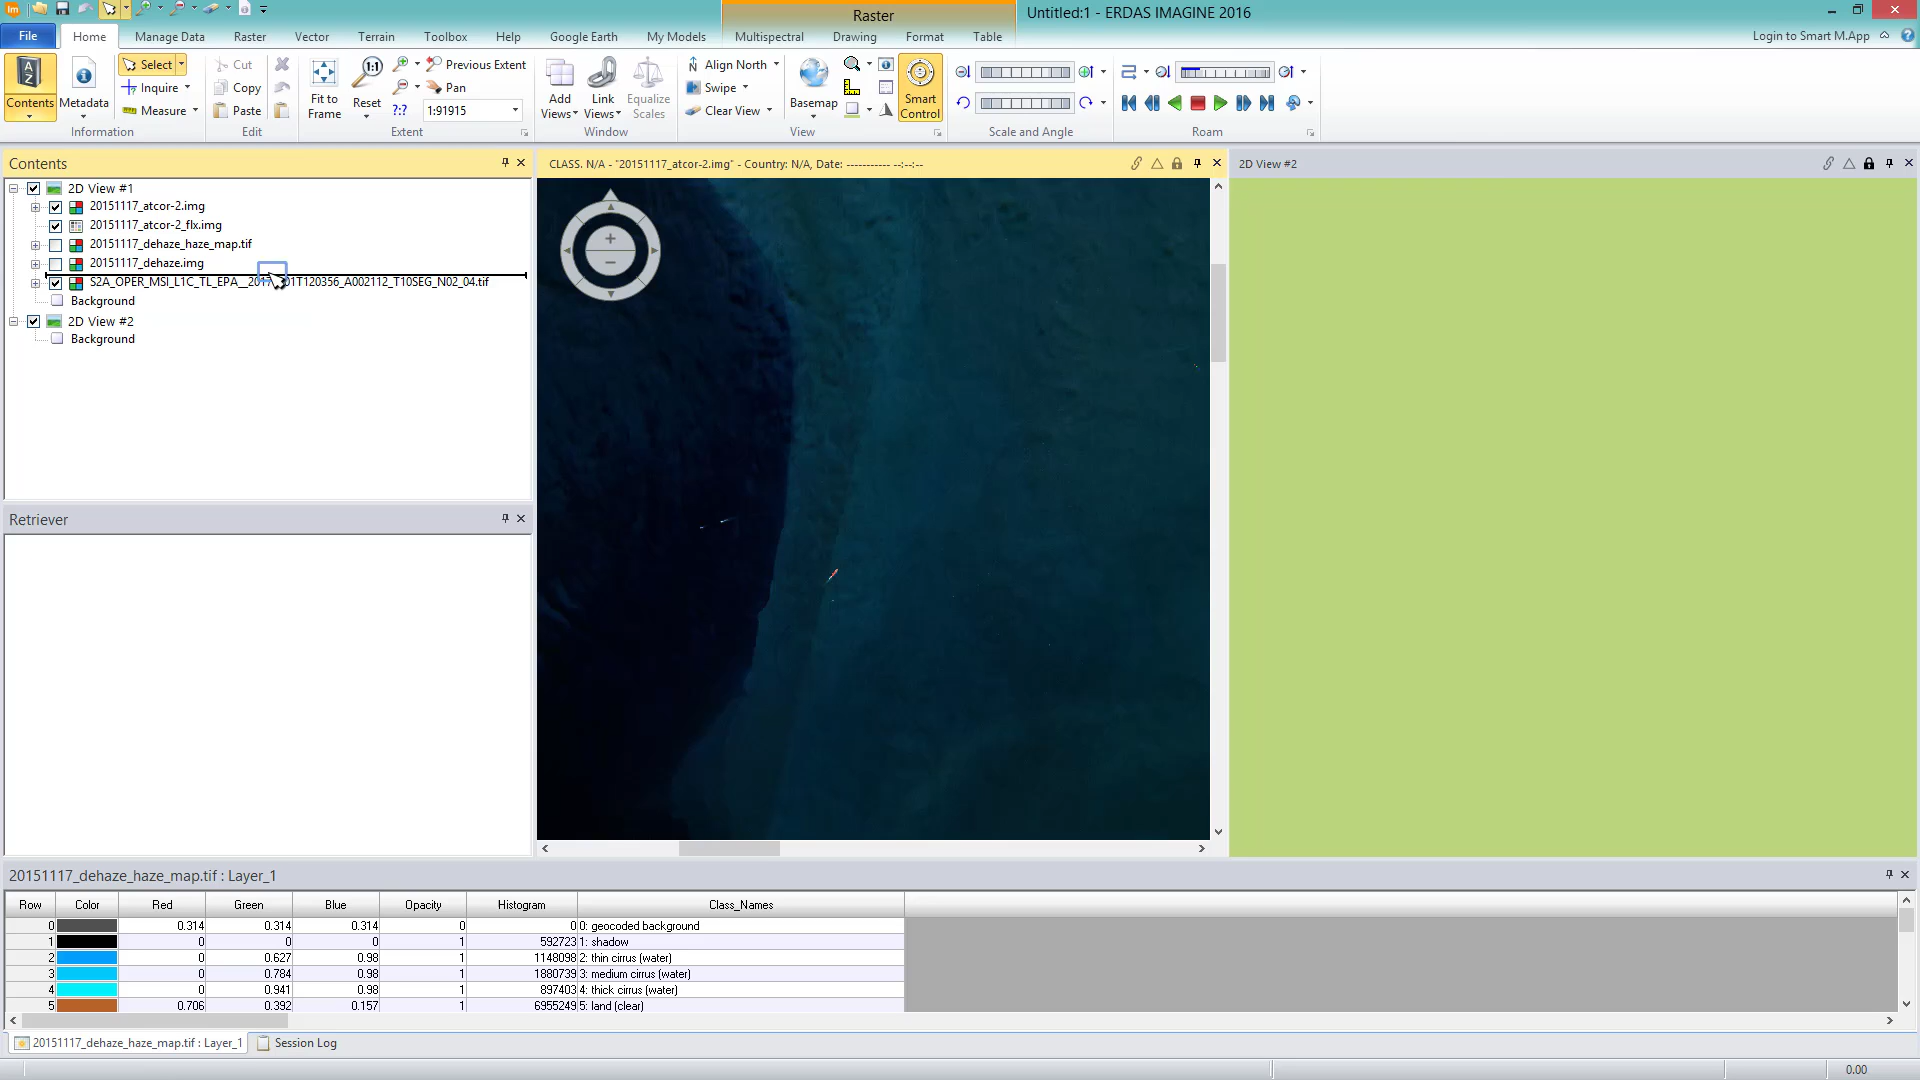 Raster
Untitled:1 - ERDAS IMAGINE 2016
File
Home
Manage Data
Raster
Vector
Terrain
Toolbox
Help
Google Earth
My Models
Multispectral
Drawing
Format
Table
Login to Smart M.App
Contents
Metadata
Select
Inquire
Measure
Information
Cut
Copy
Paste
Edit
Fit to Frame
Reset
Previous Extent
Pan
?:?
1:91915
Extent
Add Views
Link Views
Equalize Scales
Window
Align North
Swipe
Clear View
Basemap
View
Smart Control
Scale and Angle
Roam
Contents
2D View #1
20151117_atcor-2.img
20151117_atcor-2_flx.img
20151117_dehaze_haze_map.tif
20151117_dehaze.img
Background
2D View #2
Background
CLASS. N/A - "20151117_atcor-2.img" - Country: N/A, Date: ----------- --:--:--
2D View #2
Retriever
20151117_dehaze_haze_map.tif : Layer_1
Row Color Red Green Blue Opacity Histogram Class_Names
0 0.314 0.314 0.314 0 0 0: geocoded background
1 0 0 0 1 592723 1: shadow
2 0 0.627 0.98 1 1148098 2: thin cirrus (water)
3 0 0.784 0.98 1 1880739 3: medium cirrus (water)
4 0 0.941 0.98 1 897403 4: thick cirrus (water)
5 0.706 0.392 0.157 1 6955249 5: land (clear)
20151117_dehaze_haze_map.tif : Layer_1
Session Log
0.00